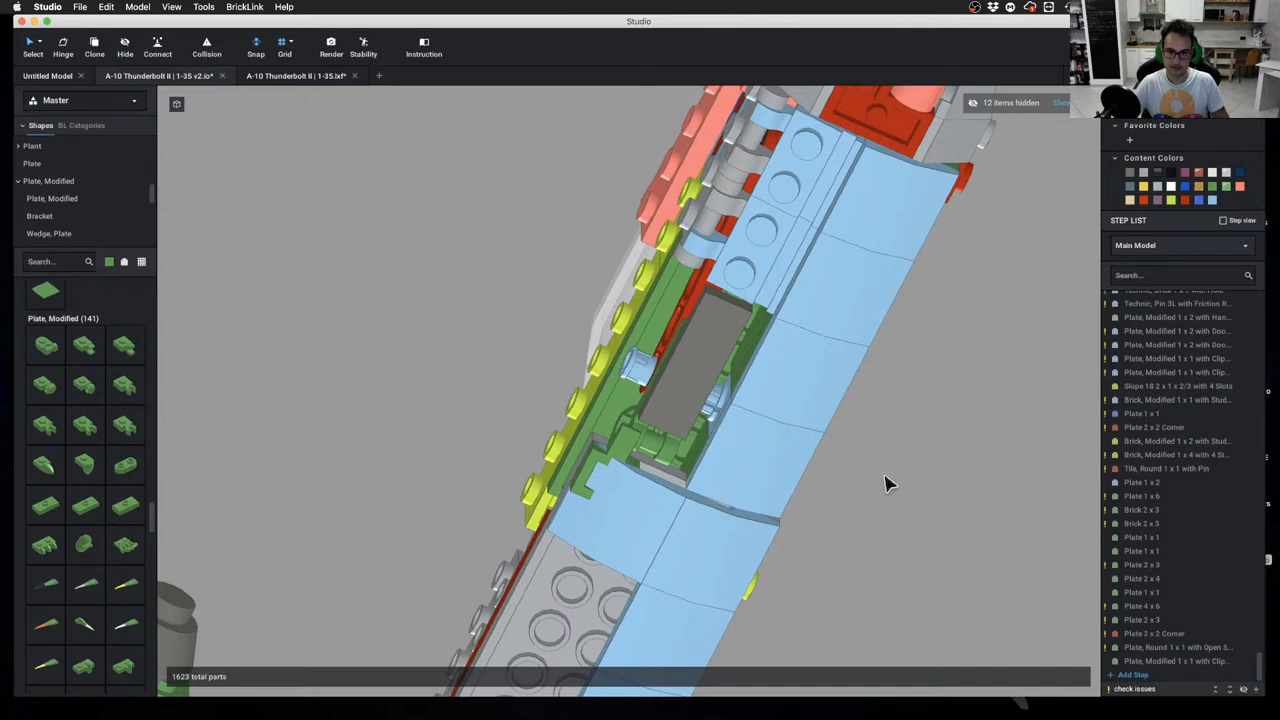 Studio File Edit Model View Tools BrickLink Window Help
Studio
Select Hinge Clone Hide Connect Collision Snap Grid Render Stability Instruction
Untitled Model A-10 Thunderbolt II | 1-35 v2.io* A-10 Thunderbolt II | 1-35.lxf*
Master
12 items hidden Show
Shapes BL Categories
Plant
Plate
Plate, Modified
Plate, Modified
Bracket
Wedge, Plate
Search...
Plate, Modified (141)
1623 total parts
Favorite Colors
Content Colors
STEP LIST Step view
Main Model
Search...
Technic, Brick 1 x 1 with Hole
Technic, Pin 3L with Friction R...
Plate, Modified 1 x 2 with Han...
Plate, Modified 1 x 2 with Doo...
Plate, Modified 1 x 2 with Doo...
Plate, Modified 1 x 1 with Clip...
Plate, Modified 1 x 1 with Clip...
Slope 18 2 x 1 x 2/3 with 4 Slots
Brick, Modified 1 x 1 with Stud...
Plate 1 x 1
Plate 2 x 2 Corner
Brick, Modified 1 x 2 with Stud...
Brick, Modified 1 x 4 with 4 St...
Tile, Round 1 x 1 with Pin
Plate 1 x 2
Plate 1 x 6
Brick 2 x 3
Brick 2 x 3
Plate 1 x 1
Plate 1 x 1
Plate 2 x 3
Plate 2 x 4
Plate 1 x 1
Plate 4 x 6
Plate 2 x 3
Plate 2 x 2 Corner
Plate, Round 1 x 1 with Open S...
Plate, Modified 1 x 1 with Clip...
+ Add Step
check issues